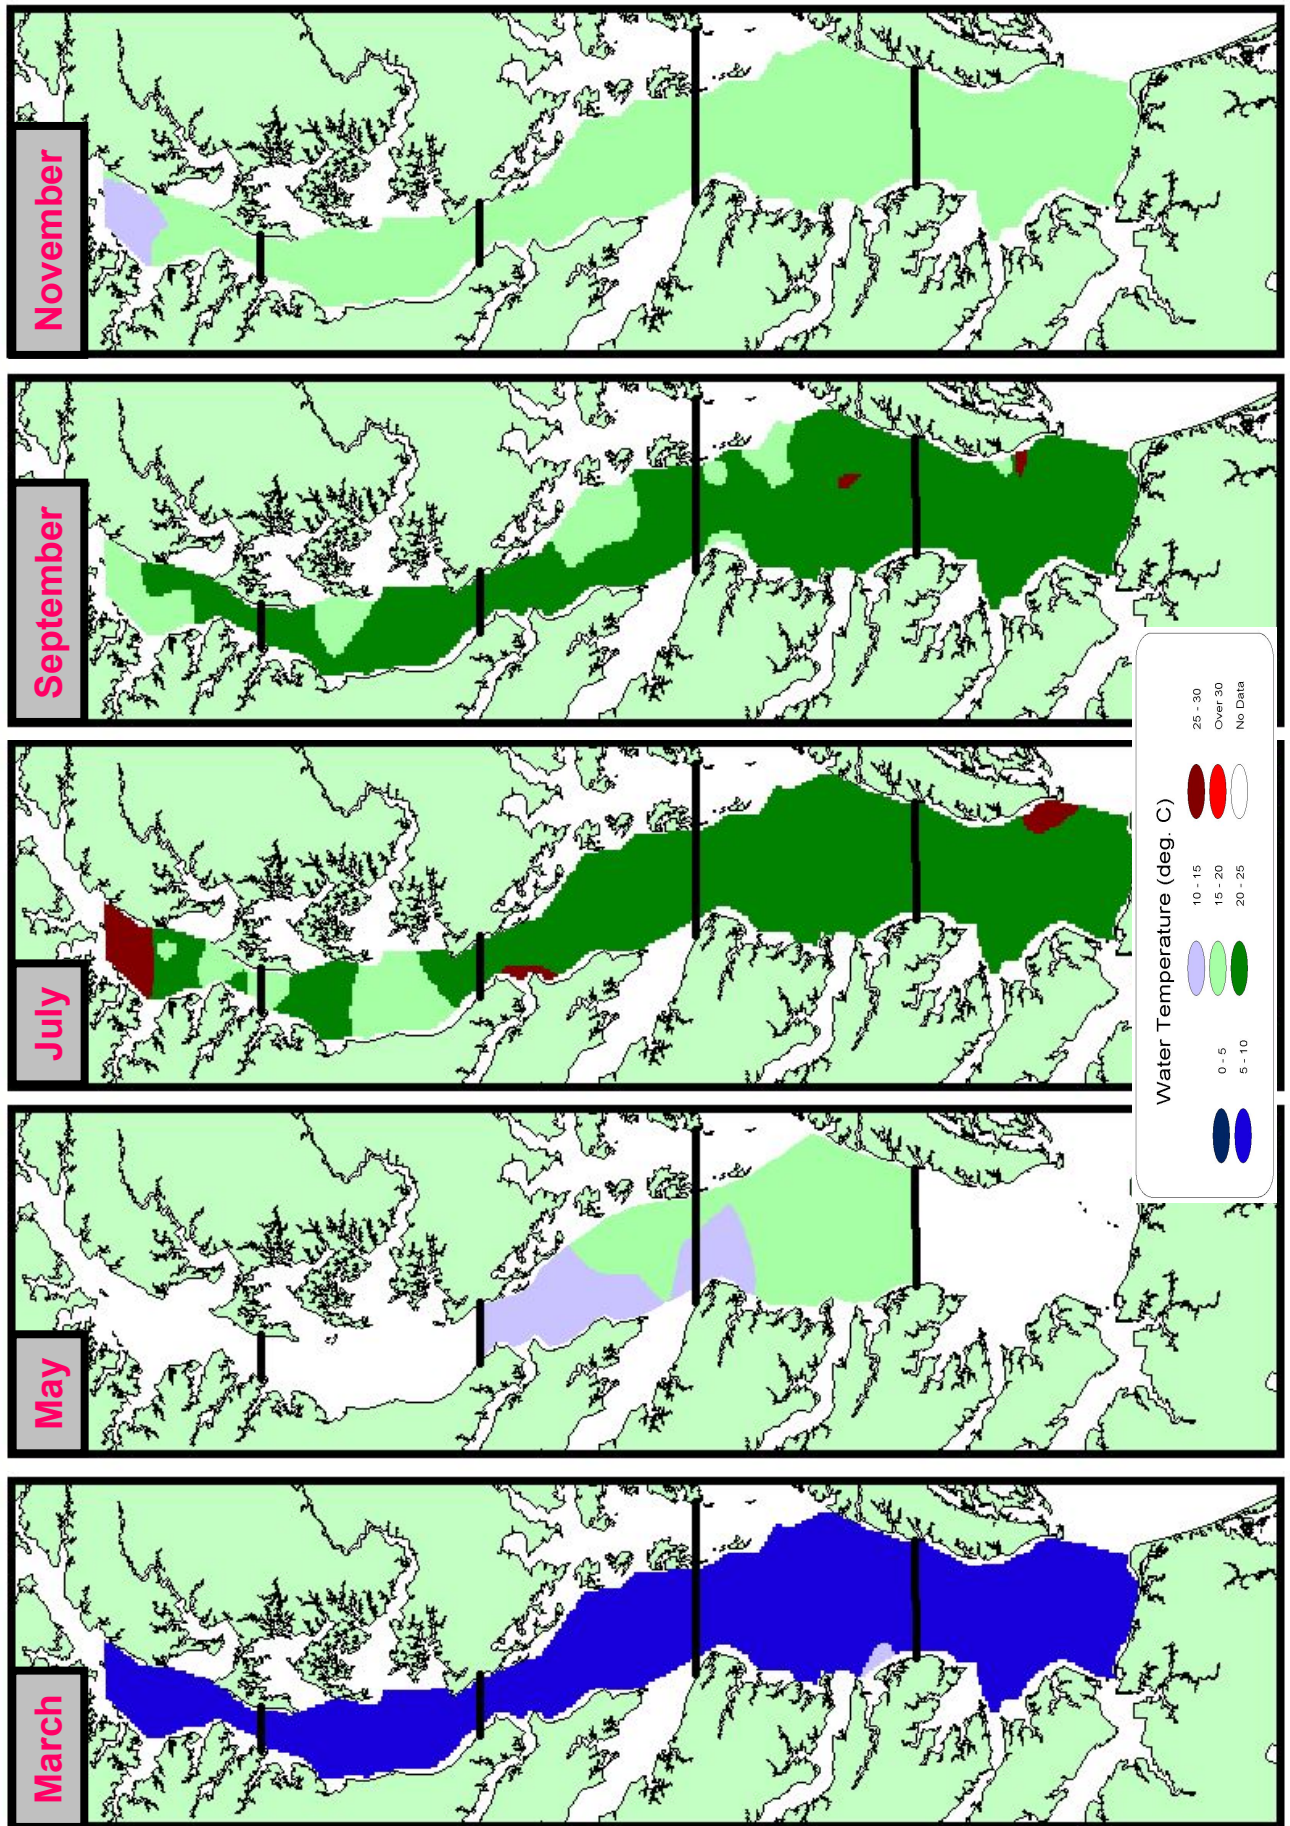 March
May
July
September
November
Water Temperature (deg. C)
0 - 5
5 - 10
10 - 15
15 - 20
20 - 25
25 - 30
Over 30
No Data